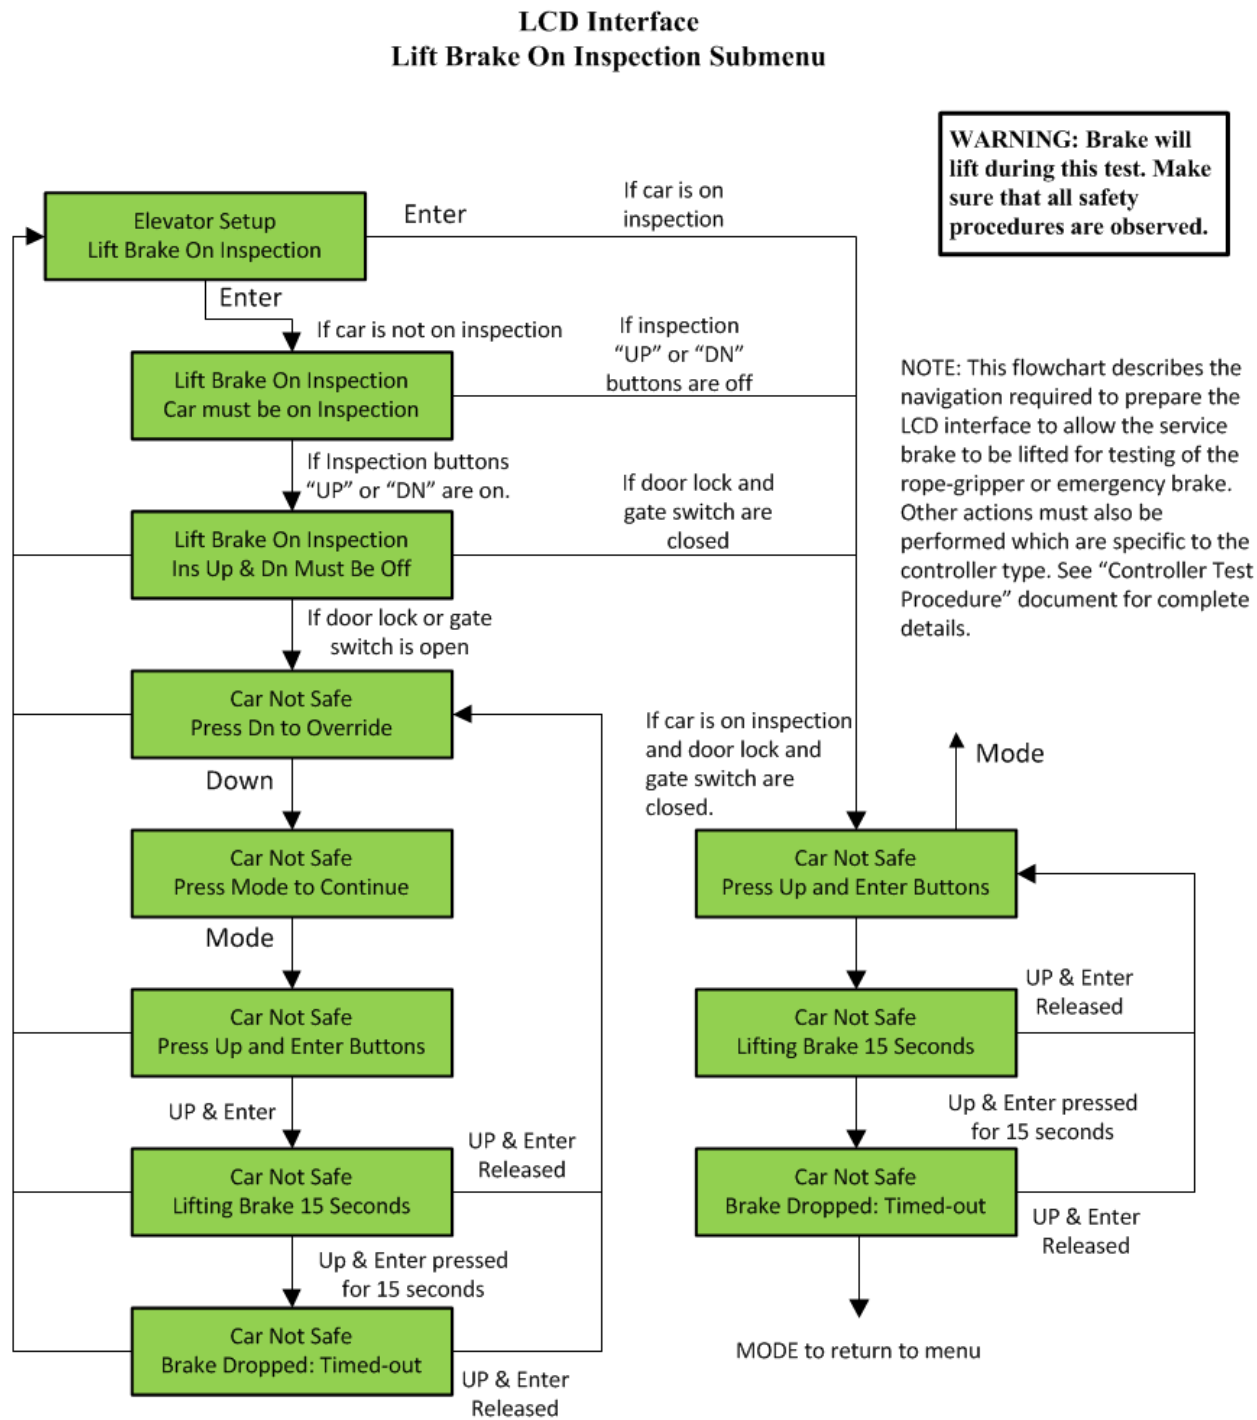 LCD Interface
Lift Brake On Inspection Submenu
WARNING: Brake will
lift during this test. Make
sure that all safety
procedures are observed.
Elevator Setup
Lift Brake On Inspection
Enter
If car is on
inspection
Enter
If car is not on inspection
If inspection
“UP” or “DN”
buttons are off
Lift Brake On Inspection
Car must be on Inspection
NOTE: This flowchart describes the
navigation required to prepare the
LCD interface to allow the service
brake to be lifted for testing of the
rope-gripper or emergency brake.
Other actions must also be
performed which are specific to the
controller type. See “Controller Test
Procedure” document for complete
details.
If Inspection buttons
“UP” or “DN” are on.
If door lock and
gate switch are
closed
Lift Brake On Inspection
Ins Up & Dn Must Be Off
If door lock or gate
switch is open
Car Not Safe
Press Dn to Override
If car is on inspection
and door lock and
gate switch are
closed.
Mode
Down
Car Not Safe
Press Mode to Continue
Car Not Safe
Press Up and Enter Buttons
Mode
Car Not Safe
Press Up and Enter Buttons
Car Not Safe
Lifting Brake 15 Seconds
UP & Enter
Released
UP & Enter
Up & Enter pressed
for 15 seconds
Car Not Safe
Lifting Brake 15 Seconds
UP & Enter
Released
Car Not Safe
Brake Dropped: Timed-out
UP & Enter
Released
Up & Enter pressed
for 15 seconds
Car Not Safe
Brake Dropped: Timed-out
UP & Enter
Released
MODE to return to menu